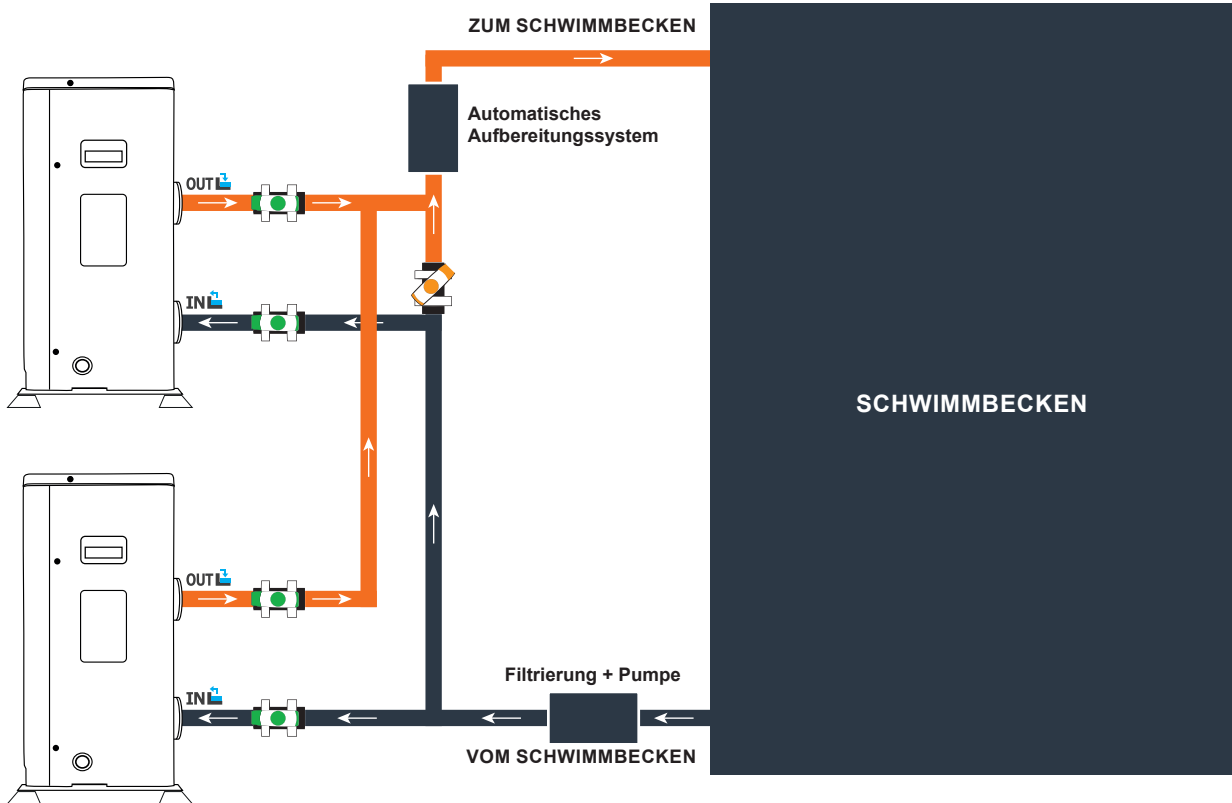 ZUM SCHWIMMBECKEN
Automatisches
Aufbereitungssystem
OUT
IN
SCHWIMMBECKEN
OUT
Filtrierung + Pumpe
IN
VOM SCHWIMMBECKEN